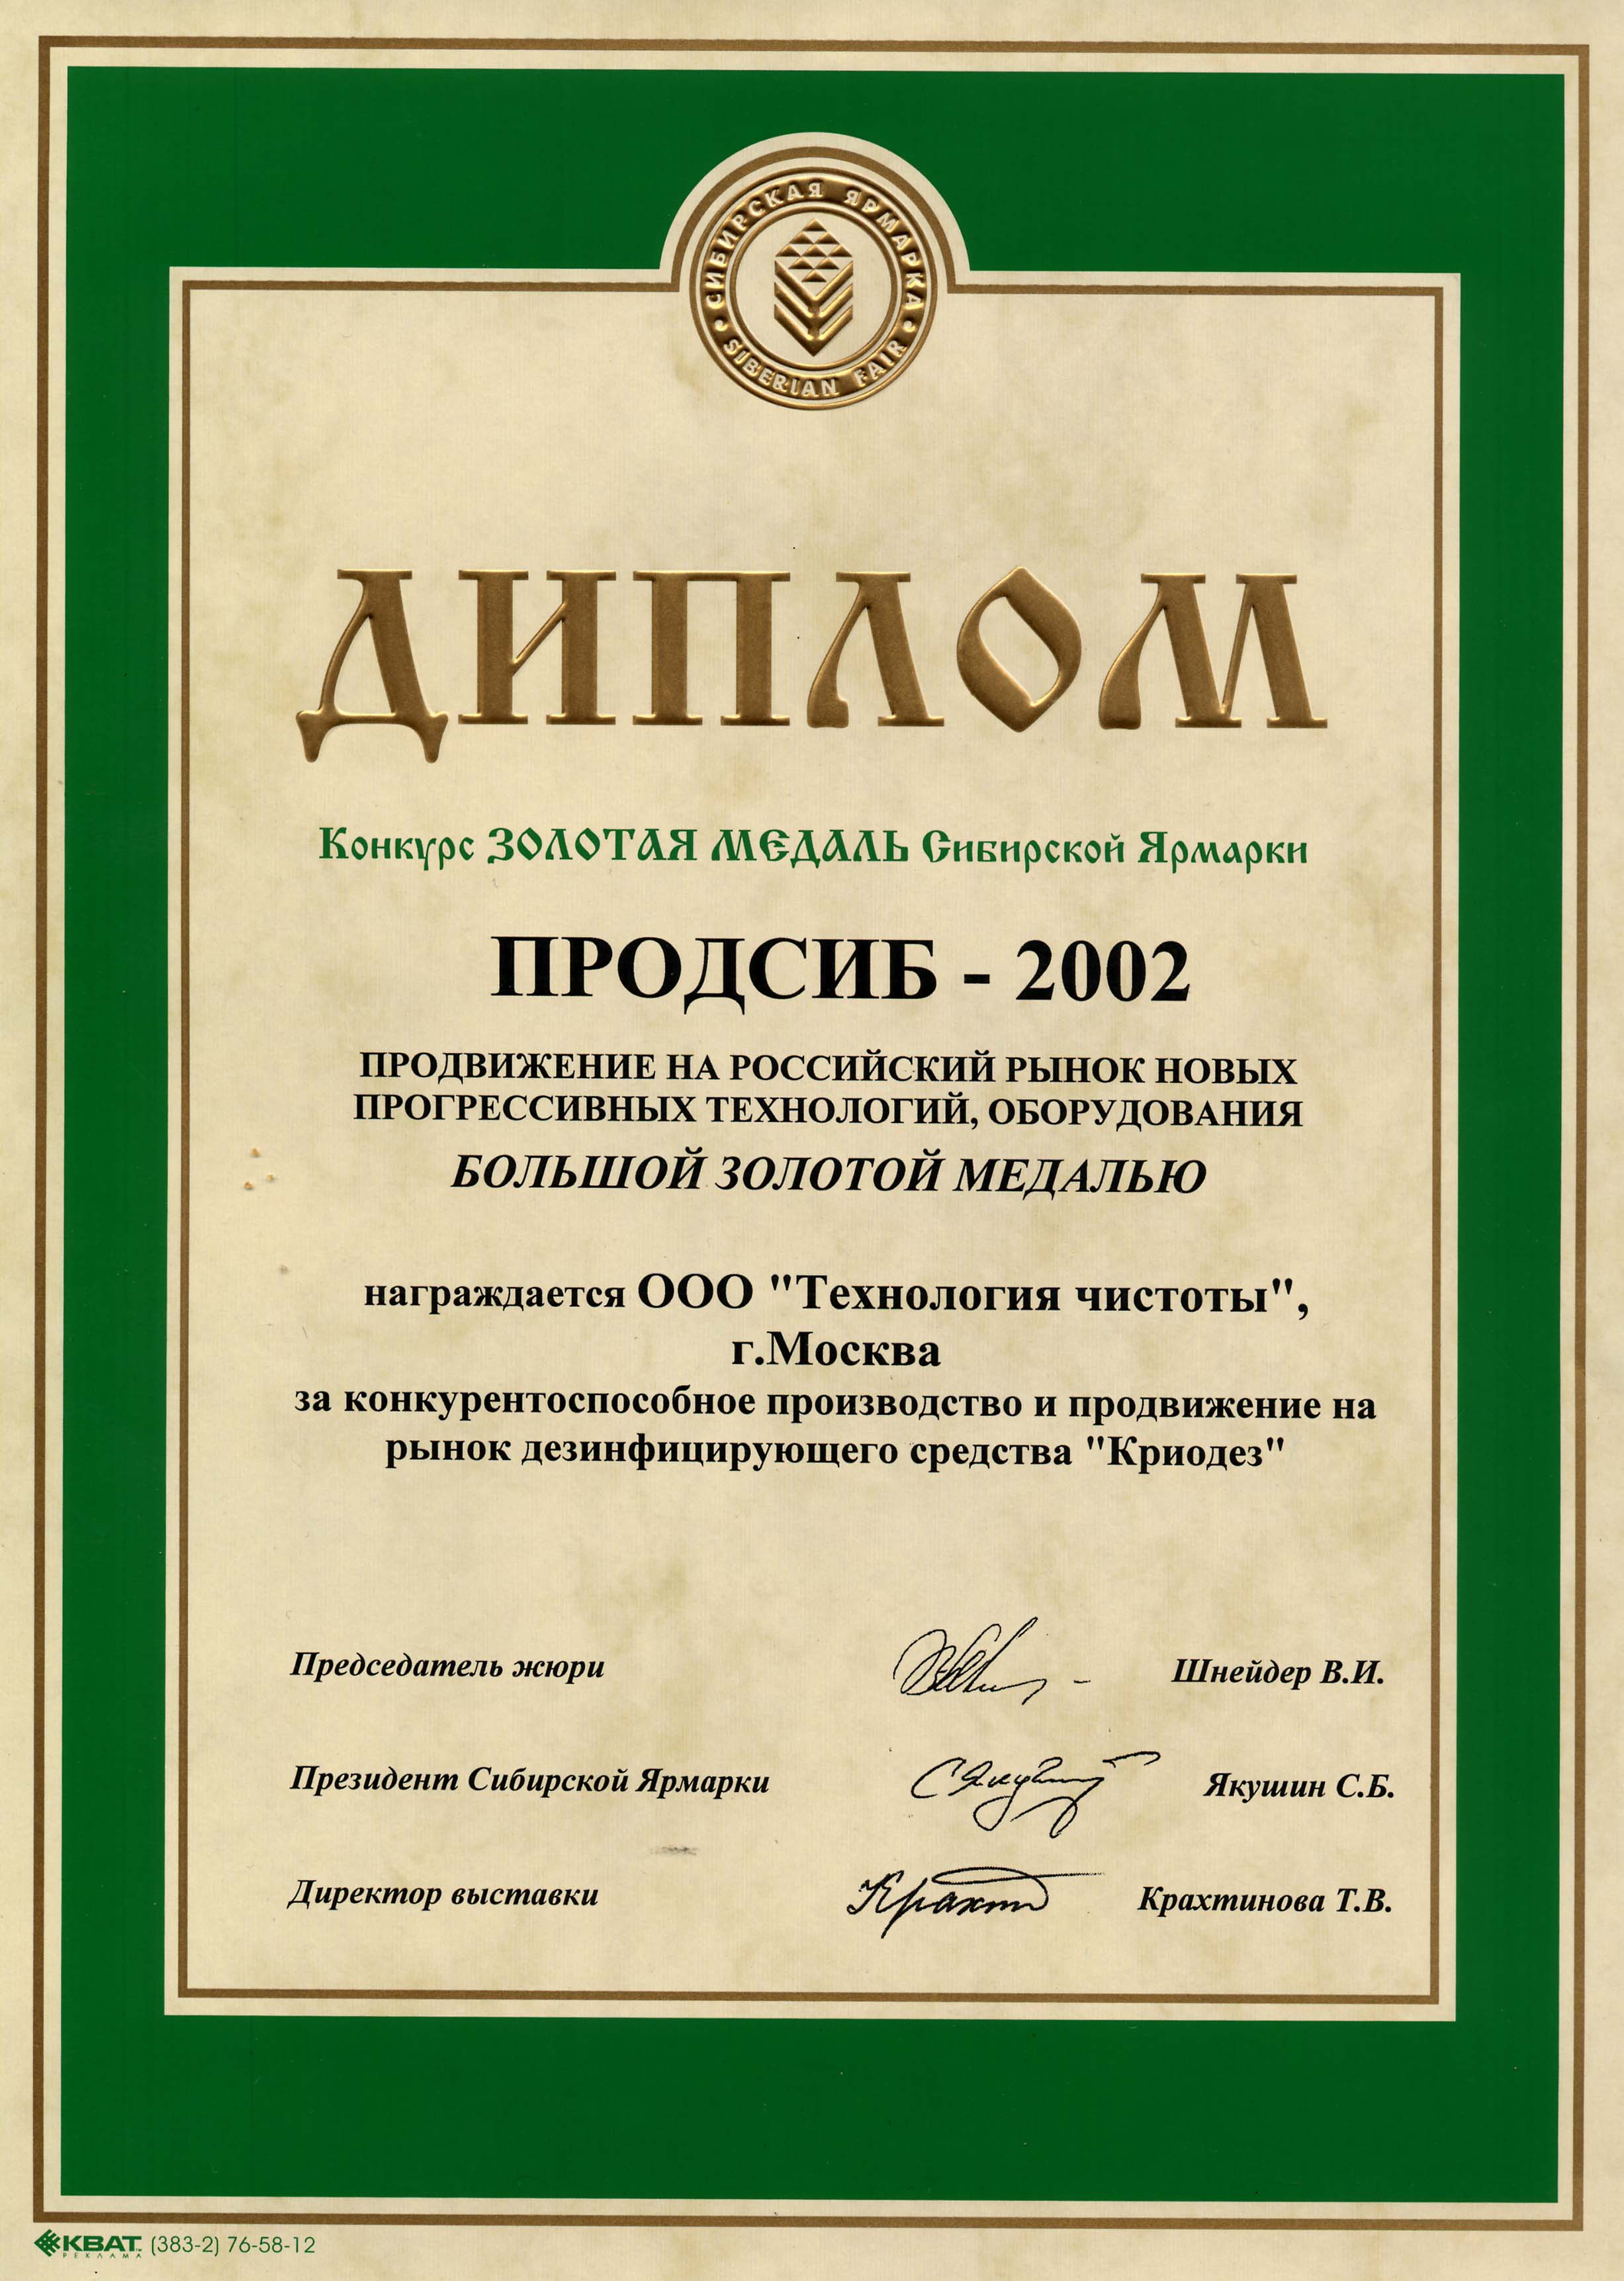 СИБИРСКАЯ ЯРМАРКА
SIBERIAN FAIR
ДИПЛОМ
Конкурс ЗОЛОТАЯ МЕДАЛЬ Сибирской Ярмарки
ПРОДСИБ - 2002
ПРОДВИЖЕНИЕ НА РОССИЙСКИЙ РЫНОК НОВЫХ
ПРОГРЕССИВНЫХ ТЕХНОЛОГИЙ, ОБОРУДОВАНИЯ
БОЛЬШОЙ ЗОЛОТОЙ МЕДАЛЬЮ
награждается ООО "Технология чистоты",
г.Москва
за конкурентоспособное производство и продвижение на
рынок дезинфицирующего средства "Криодез"
Председатель жюри Шнейдер В.И.
Президент Сибирской Ярмарки Якушин С.Б.
Директор выставки Крахтинова Т.В.
КВАТ (383-2) 76-58-12
РЕКЛАМА